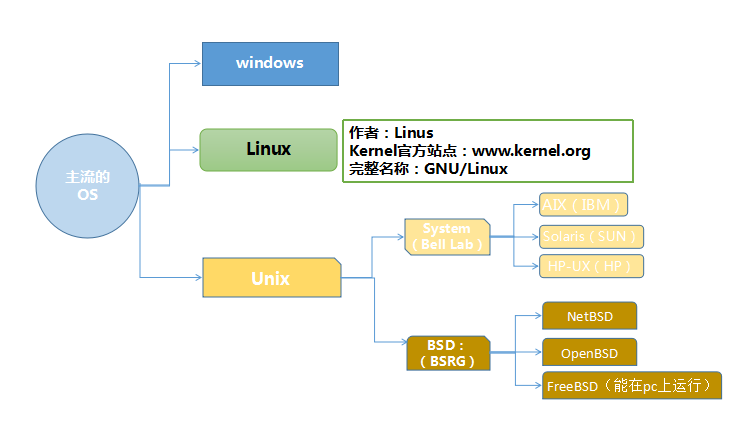 windows
主流的
OS
Linux
作者：Linus
Kernel官方站点：www.kernel.org
完整名称：GNU/Linux
Unix
System
（Bell Lab）
AIX（IBM）
Solaris（SUN）
HP-UX（HP）
BSD：
（BSRG）
NetBSD
OpenBSD
FreeBSD（能在pc上运行）